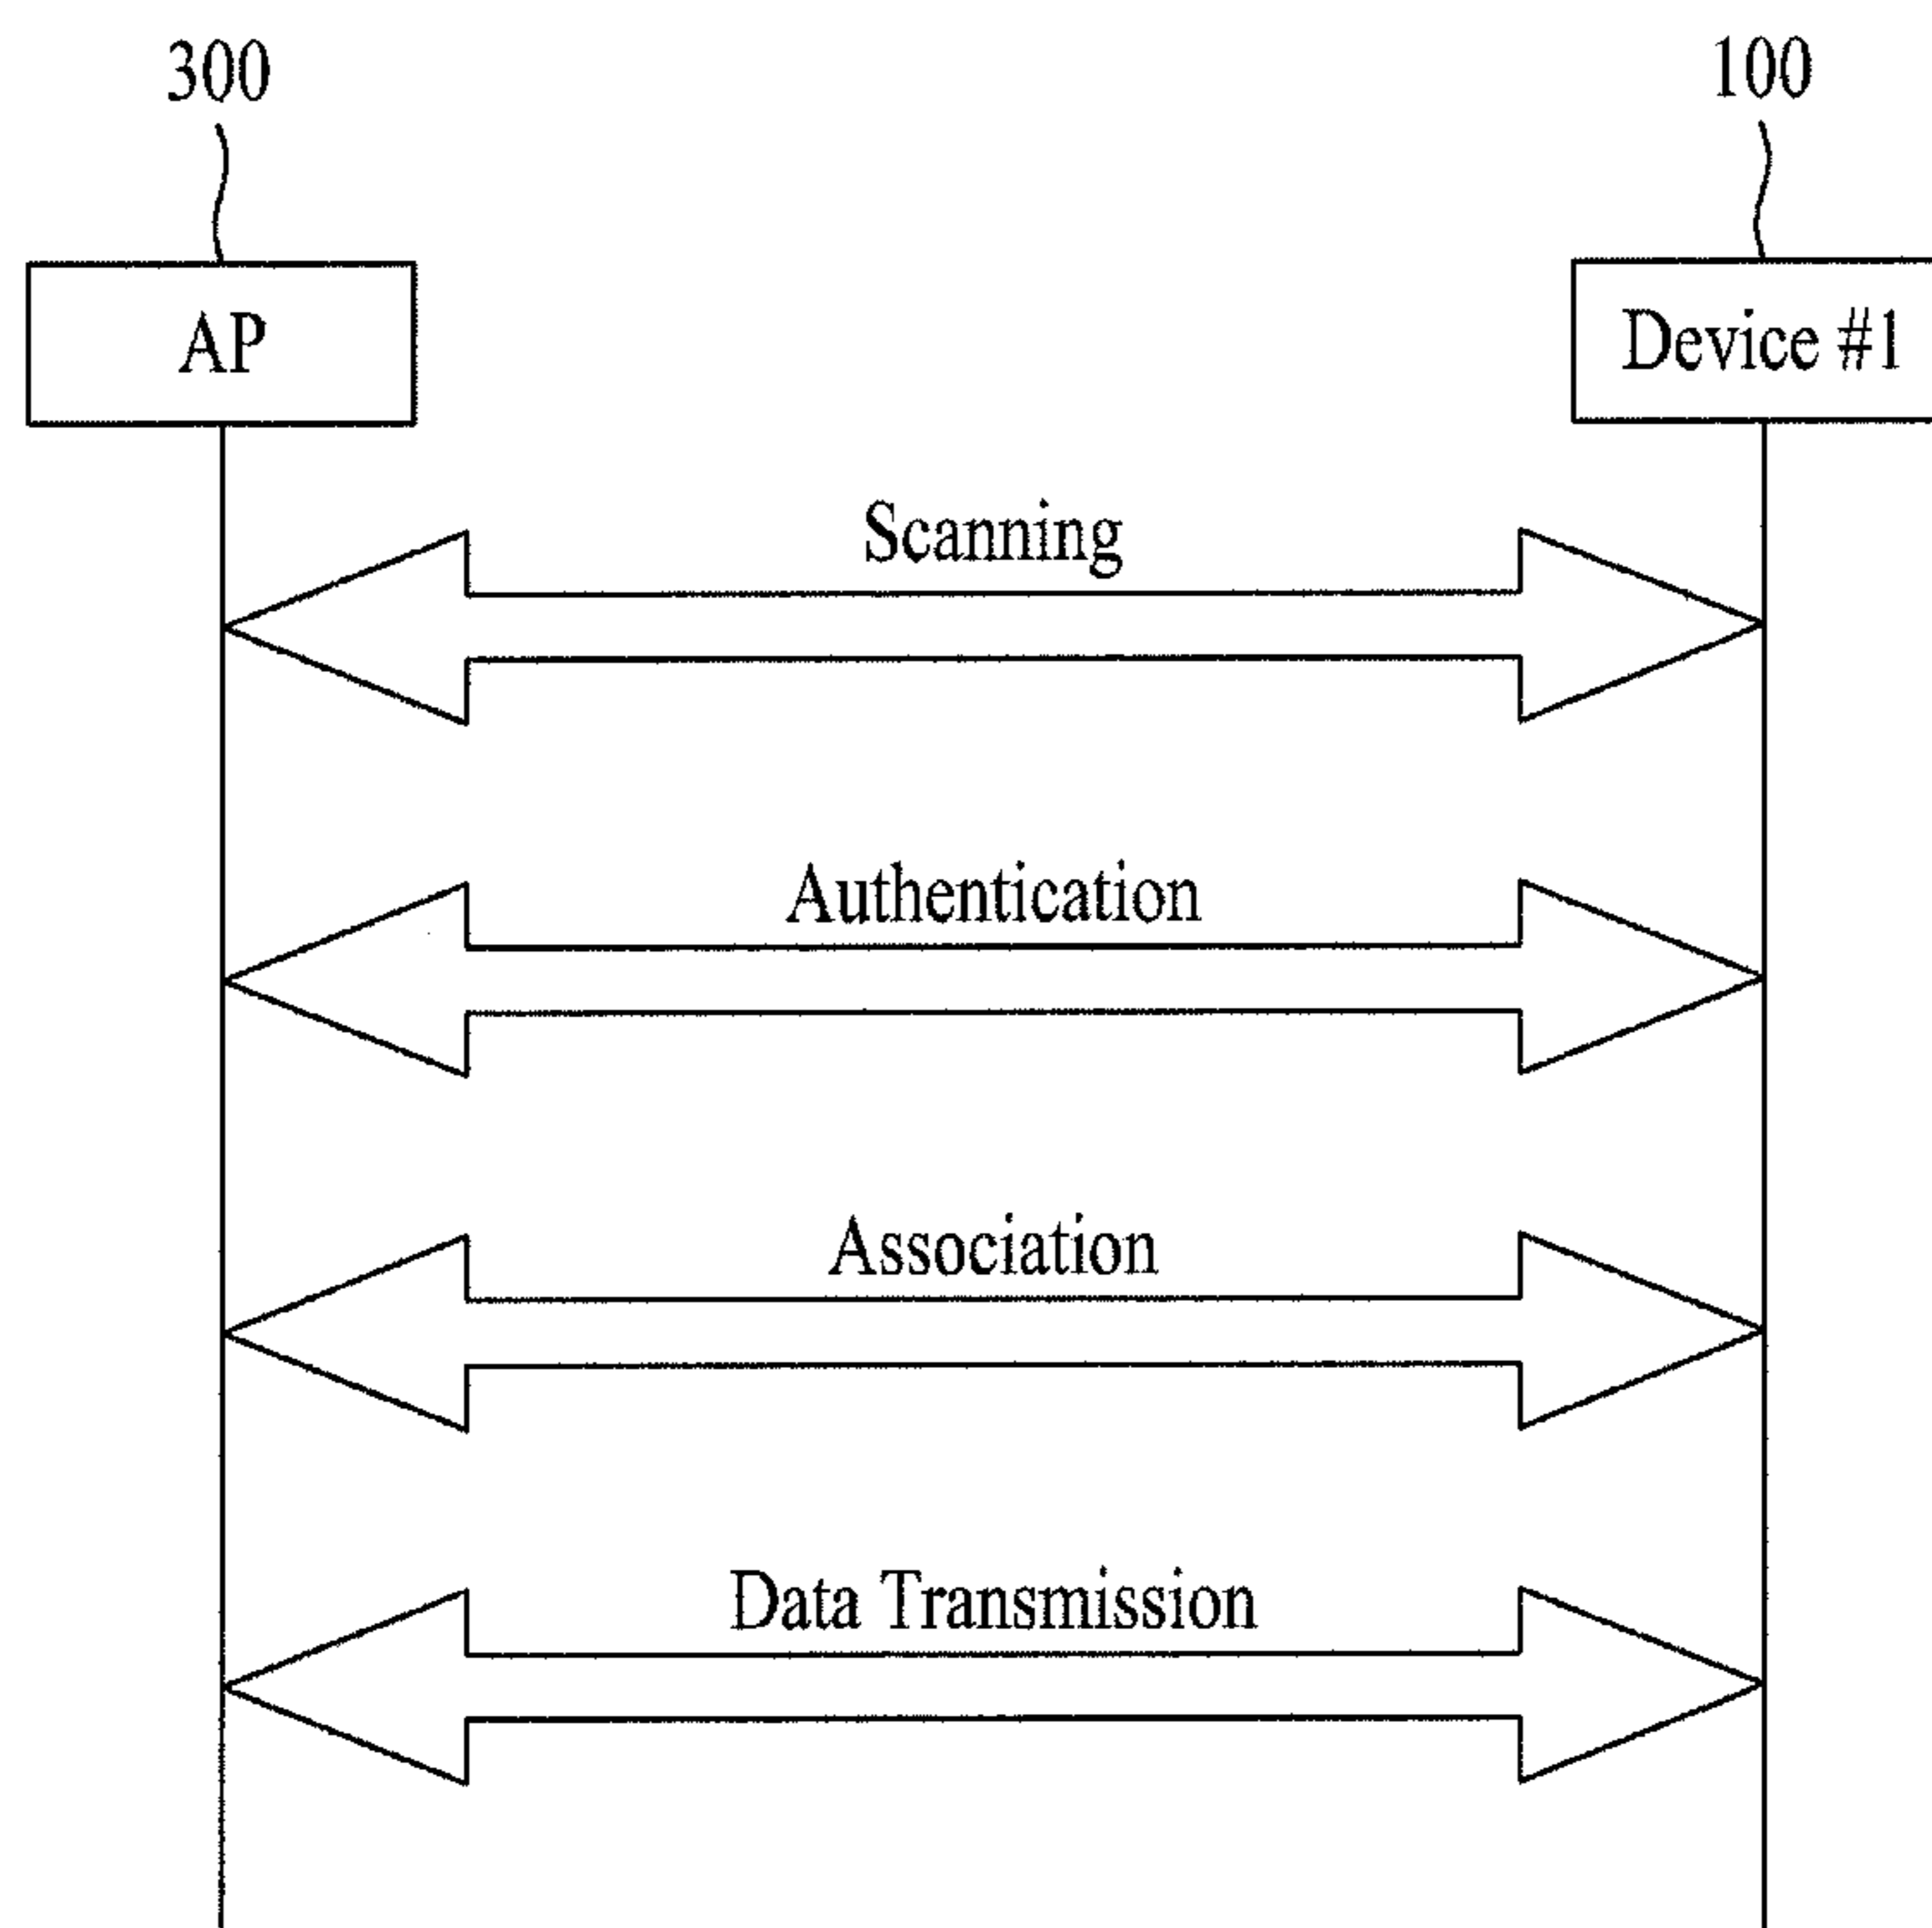 300
100
AP
Device #1
Scanning
Authentication
Association
Data Transmission